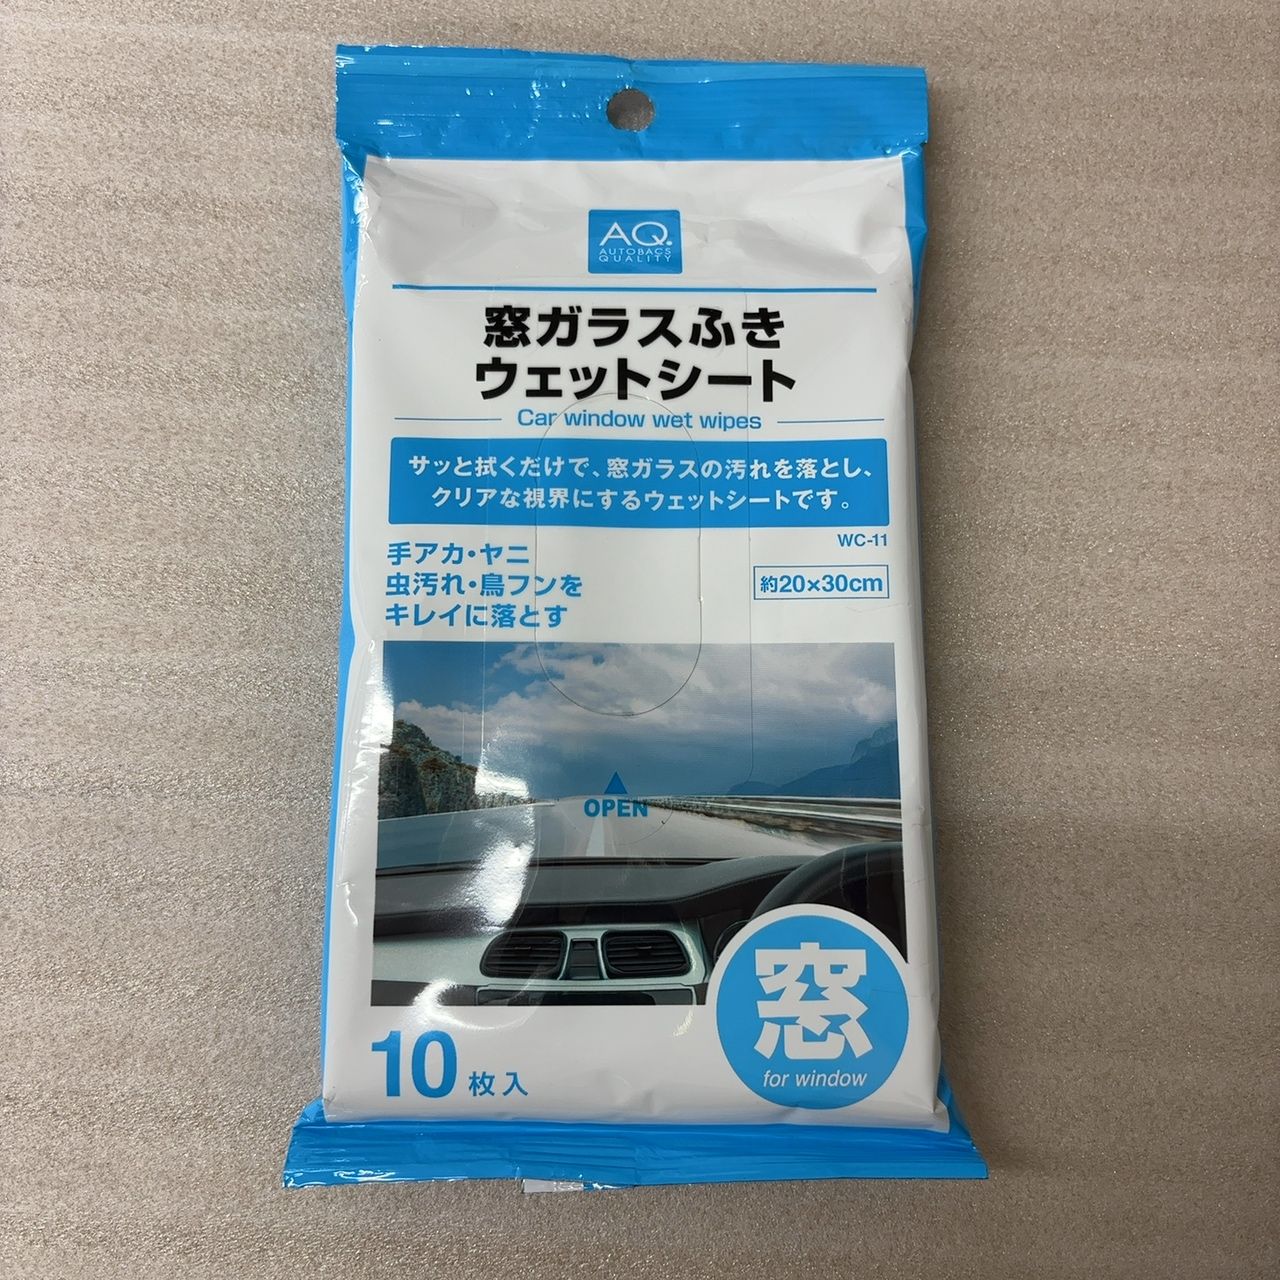 AQ.
AUTOBACS
QUALITY
窓ガラスふき
ウェットシート
Car window wet wipes
サッと拭くだけで、窓ガラスの汚れを落とし、
クリアな視界にするウェットシートです。
WC-11
手アカ・ヤニ
虫汚れ・鳥フンを
キレイに落とす
約20×30cm
OPEN
窓
for window
10枚入